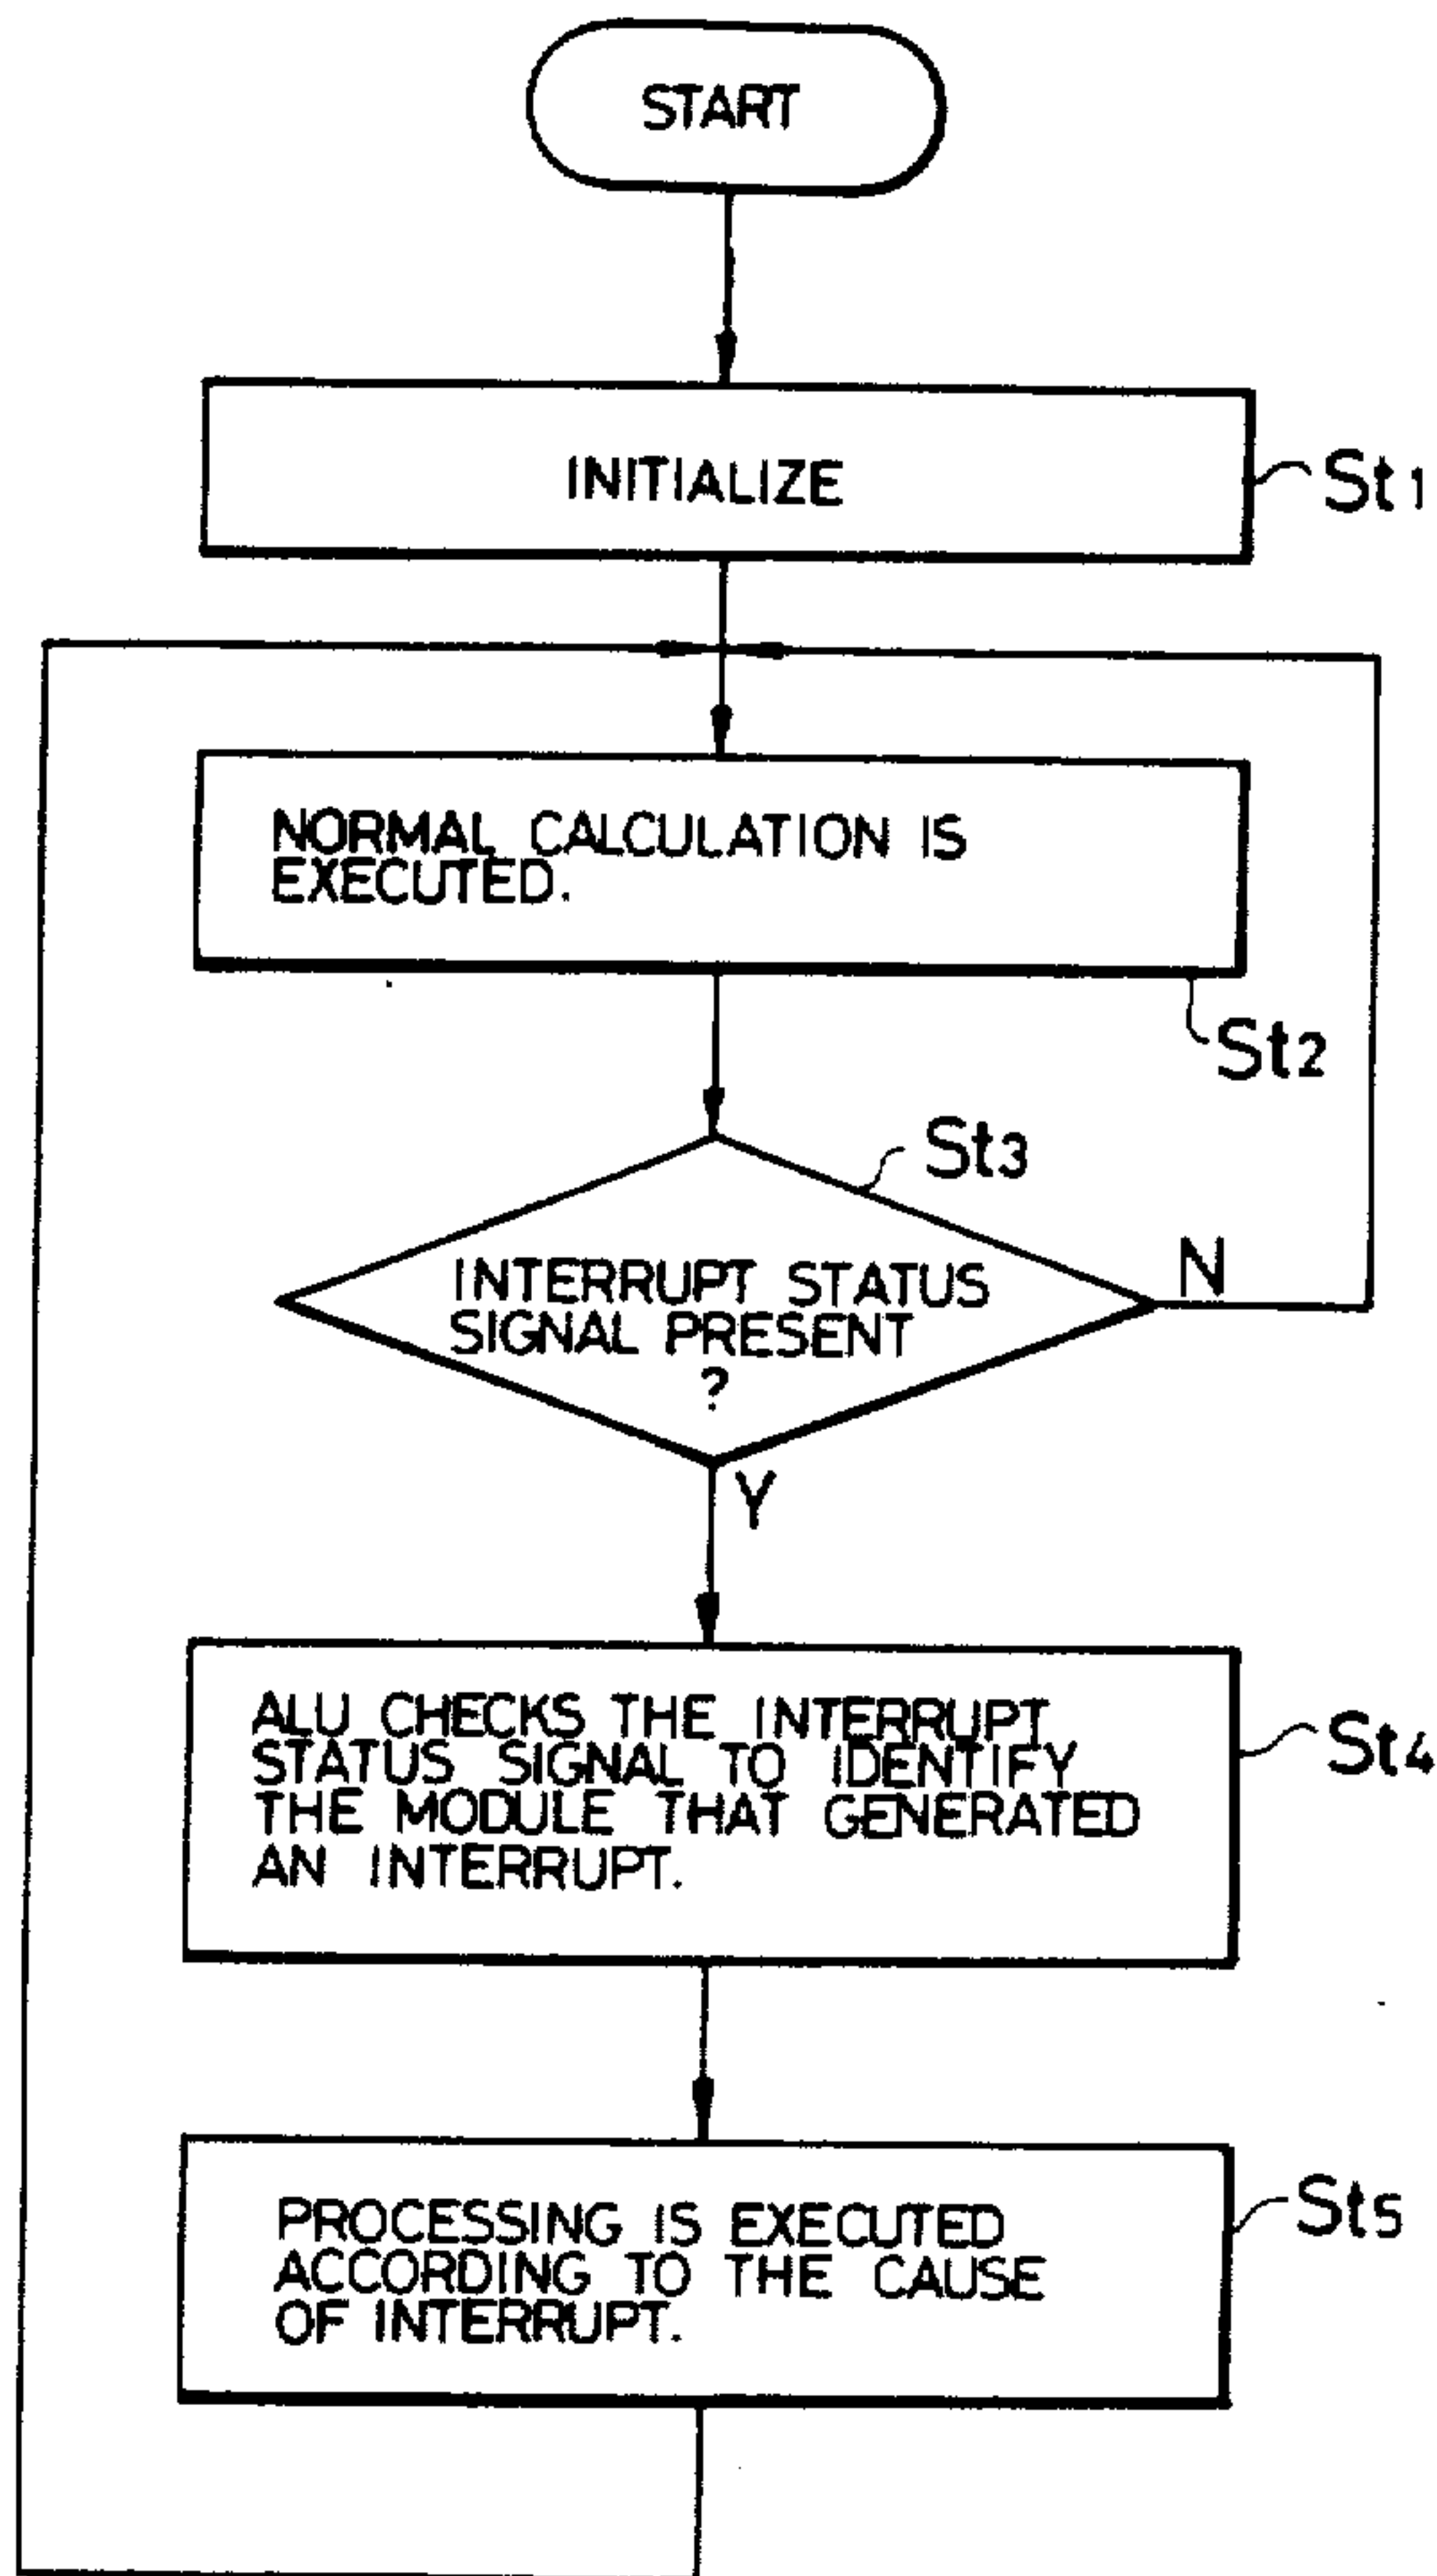 START
INITIALIZE
St1
NORMAL CALCULATION IS
EXECUTED.
St2
St3
INTERRUPT STATUS
SIGNAL PRESENT
?
N
Y
ALU CHECKS THE INTERRUPT
STATUS SIGNAL TO IDENTIFY
THE MODULE THAT GENERATED
AN INTERRUPT.
St4
PROCESSING IS EXECUTED
ACCORDING TO THE CAUSE
OF INTERRUPT.
St5